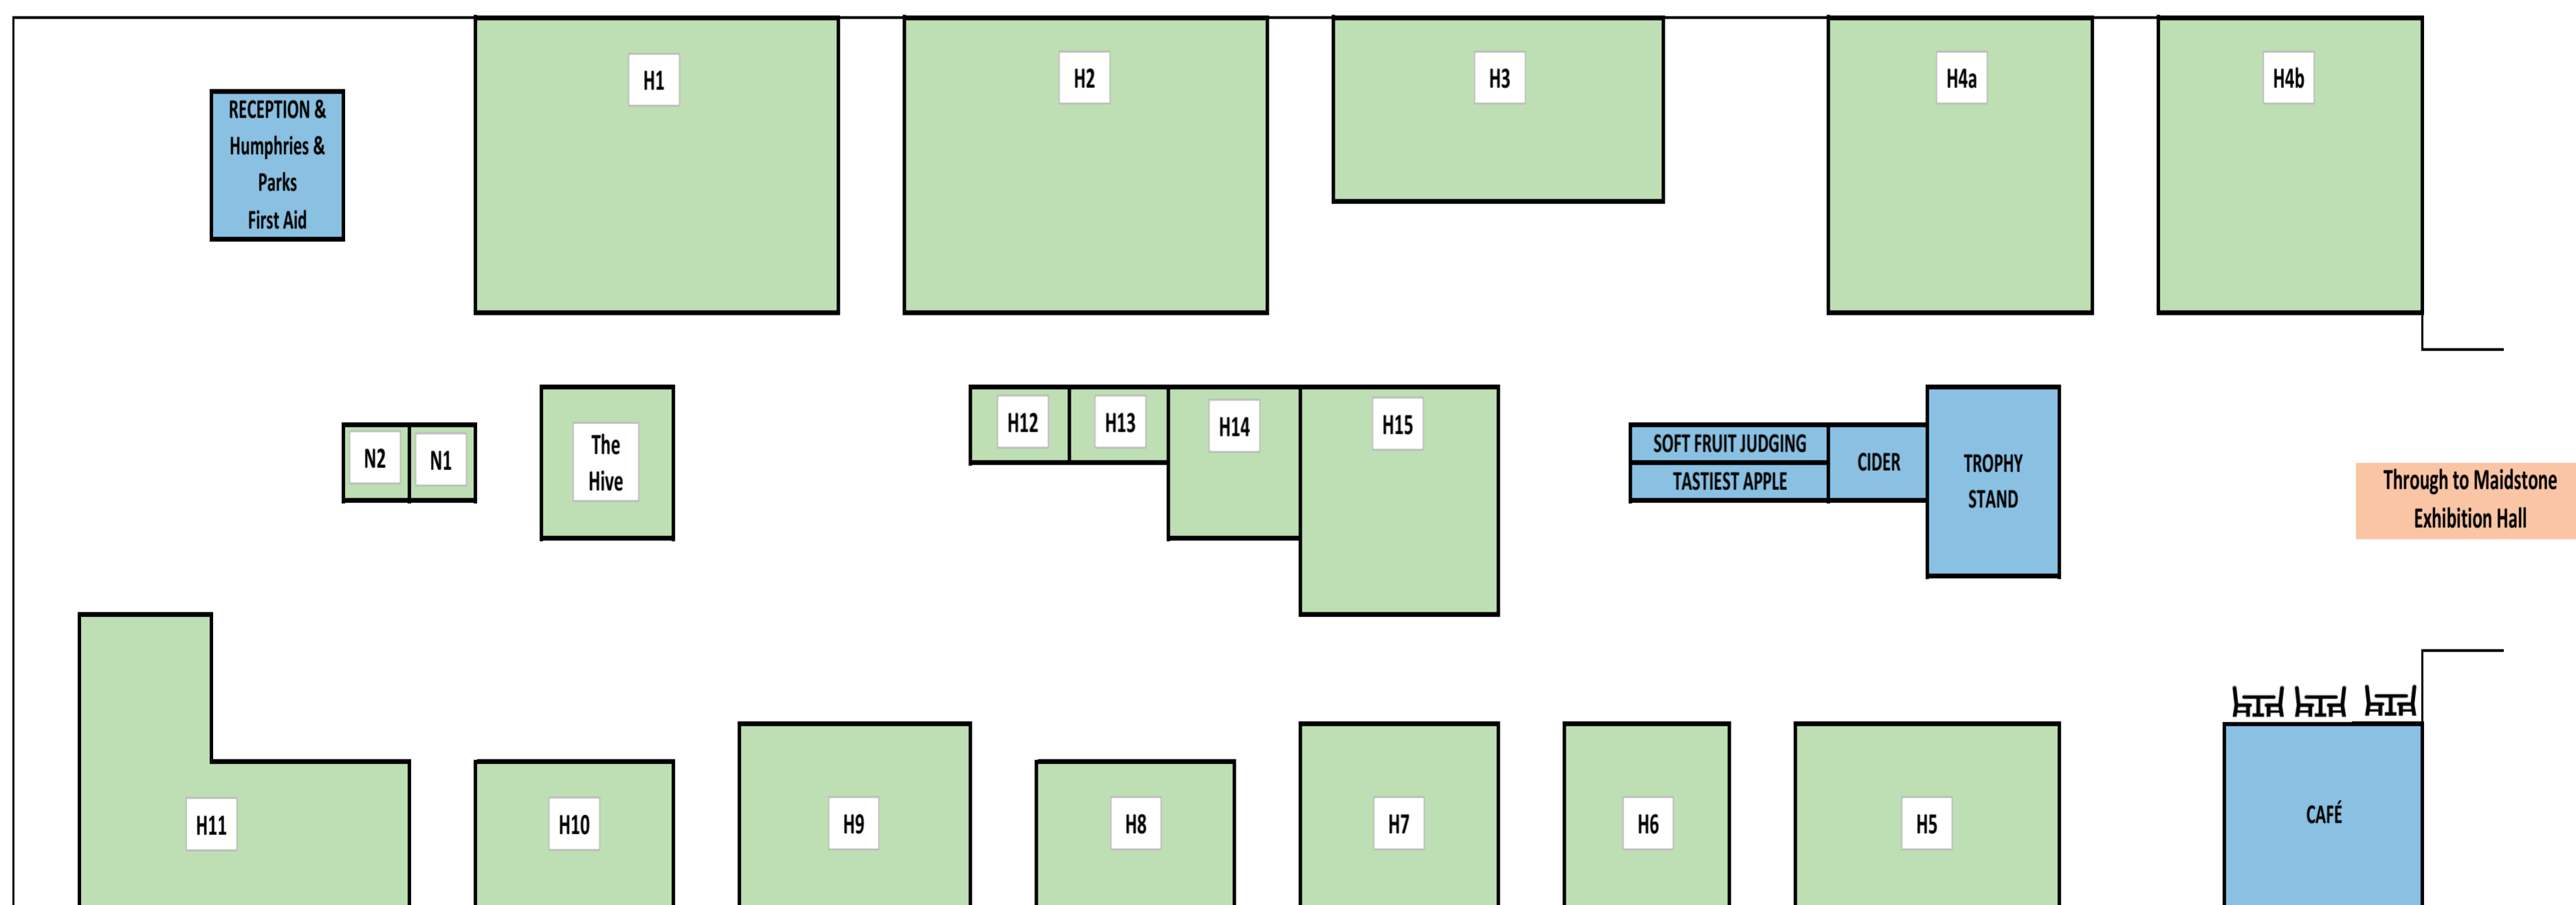 H1
H2
H3
H4a
H4b
RECEPTION &
Humphries &
Parks
First Aid
N2
N1
The
Hive
H12
H13
H14
H15
SOFT FRUIT JUDGING
TASTIEST APPLE
CIDER
TROPHY
STAND
Through to Maidstone
Exhibition Hall
H11
H10
H9
H8
H7
H6
H5
CAFÉ